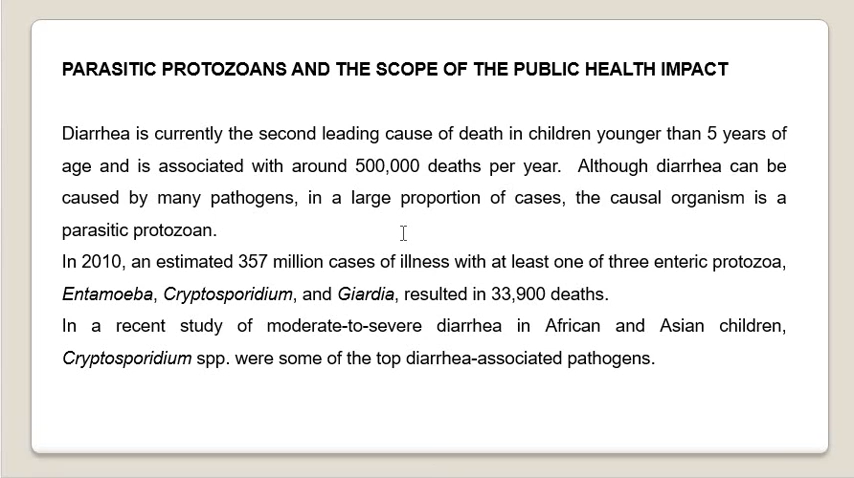 PARASITIC PROTOZOANS AND THE SCOPE OF THE PUBLIC HEALTH IMPACT
Diarrhea is currently the second leading cause of death in children younger than 5 years of
age and is associated with around 500,000 deaths per year. Although diarrhea can be
caused by many pathogens, in a large proportion of cases, the causal organism is a
parasitic protozoan.
In 2010, an estimated 357 million cases of illness with at least one of three enteric protozoa,
Entamoeba, Cryptosporidium, and Giardia, resulted in 33,900 deaths.
In a recent study of moderate-to-severe diarrhea in African and Asian children,
Cryptosporidium spp. were some of the top diarrhea-associated pathogens.